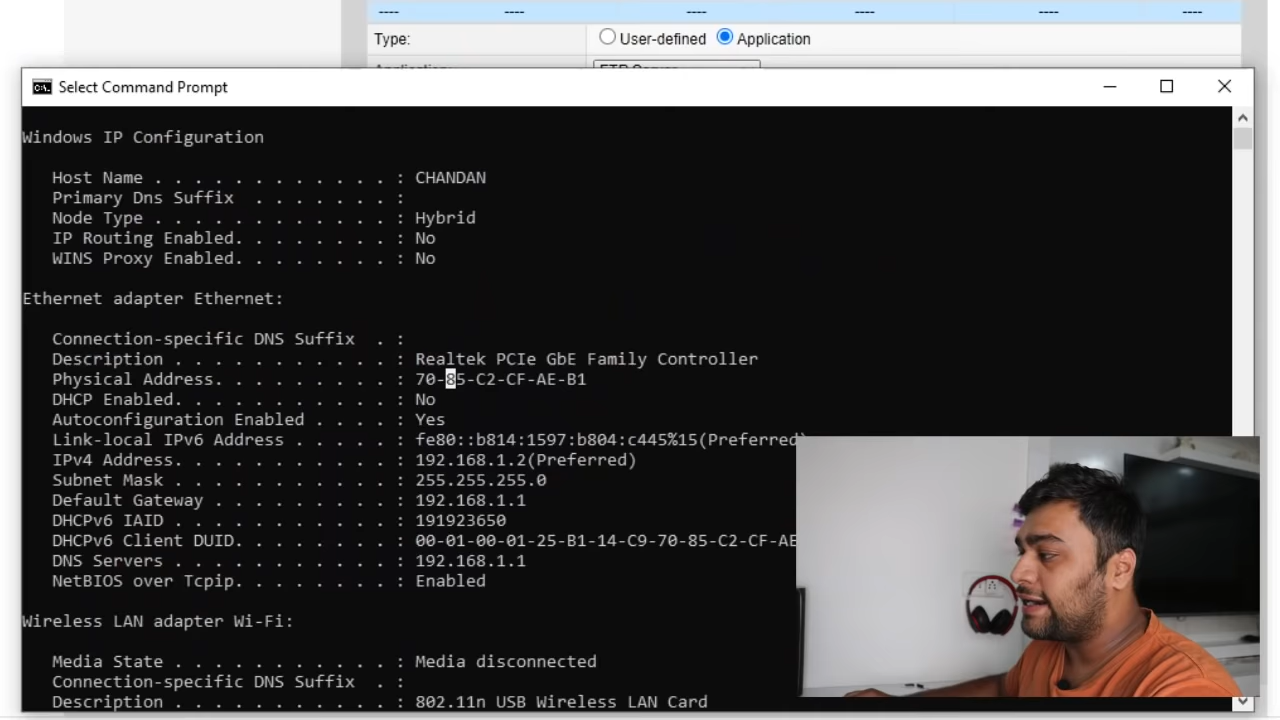 ---- ---- ---- ---- ---- ----
Type: User-defined Application
Select Command Prompt
Windows IP Configuration
Host Name . . . . . . . . . . . . : CHANDAN
Primary Dns Suffix . . . . . . . :
Node Type . . . . . . . . . . . . : Hybrid
IP Routing Enabled. . . . . . . . : No
WINS Proxy Enabled. . . . . . . . : No
Ethernet adapter Ethernet:
Connection-specific DNS Suffix . :
Description . . . . . . . . . . . : Realtek PCIe GbE Family Controller
Physical Address. . . . . . . . . : 70-85-C2-CF-AE-B1
DHCP Enabled. . . . . . . . . . . : No
Autoconfiguration Enabled . . . . : Yes
Link-local IPv6 Address . . . . . : fe80::b814:1597:b804:c445%15(Preferred)
IPv4 Address. . . . . . . . . . . : 192.168.1.2(Preferred)
Subnet Mask . . . . . . . . . . . : 255.255.255.0
Default Gateway . . . . . . . . . : 192.168.1.1
DHCPv6 IAID . . . . . . . . . . . : 191923650
DHCPv6 Client DUID. . . . . . . . : 00-01-00-01-25-B1-14-C9-70-85-C2-CF-AE
DNS Servers . . . . . . . . . . . : 192.168.1.1
NetBIOS over Tcpip. . . . . . . . : Enabled
Wireless LAN adapter Wi-Fi:
Media State . . . . . . . . . . . : Media disconnected
Connection-specific DNS Suffix . :
Description . . . . . . . . . . . : 802.11n USB Wireless LAN Card